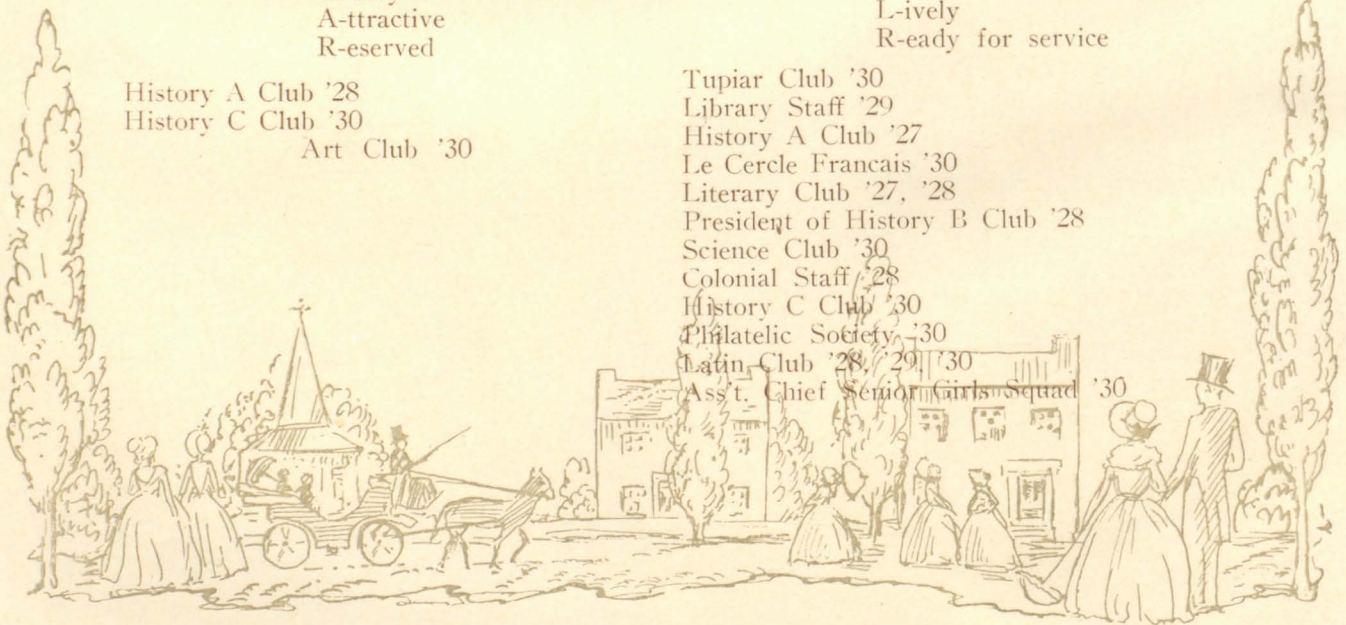 A-ttractive
R-eserved
History A Club '28
History C Club '30
Art Club '30
L-ively
R-eady for service
Tupiar Club '30
Library Staff '29
History A Club '27
Le Cercle Francais '30
Literary Club '27, '28
President of History B Club '28
Science Club '30
Colonial Staff '28
History C Club '30
Philatelic Society '30
Latin Club '28, '29, '30
Ass't. Chief Senior Girls Squad '30